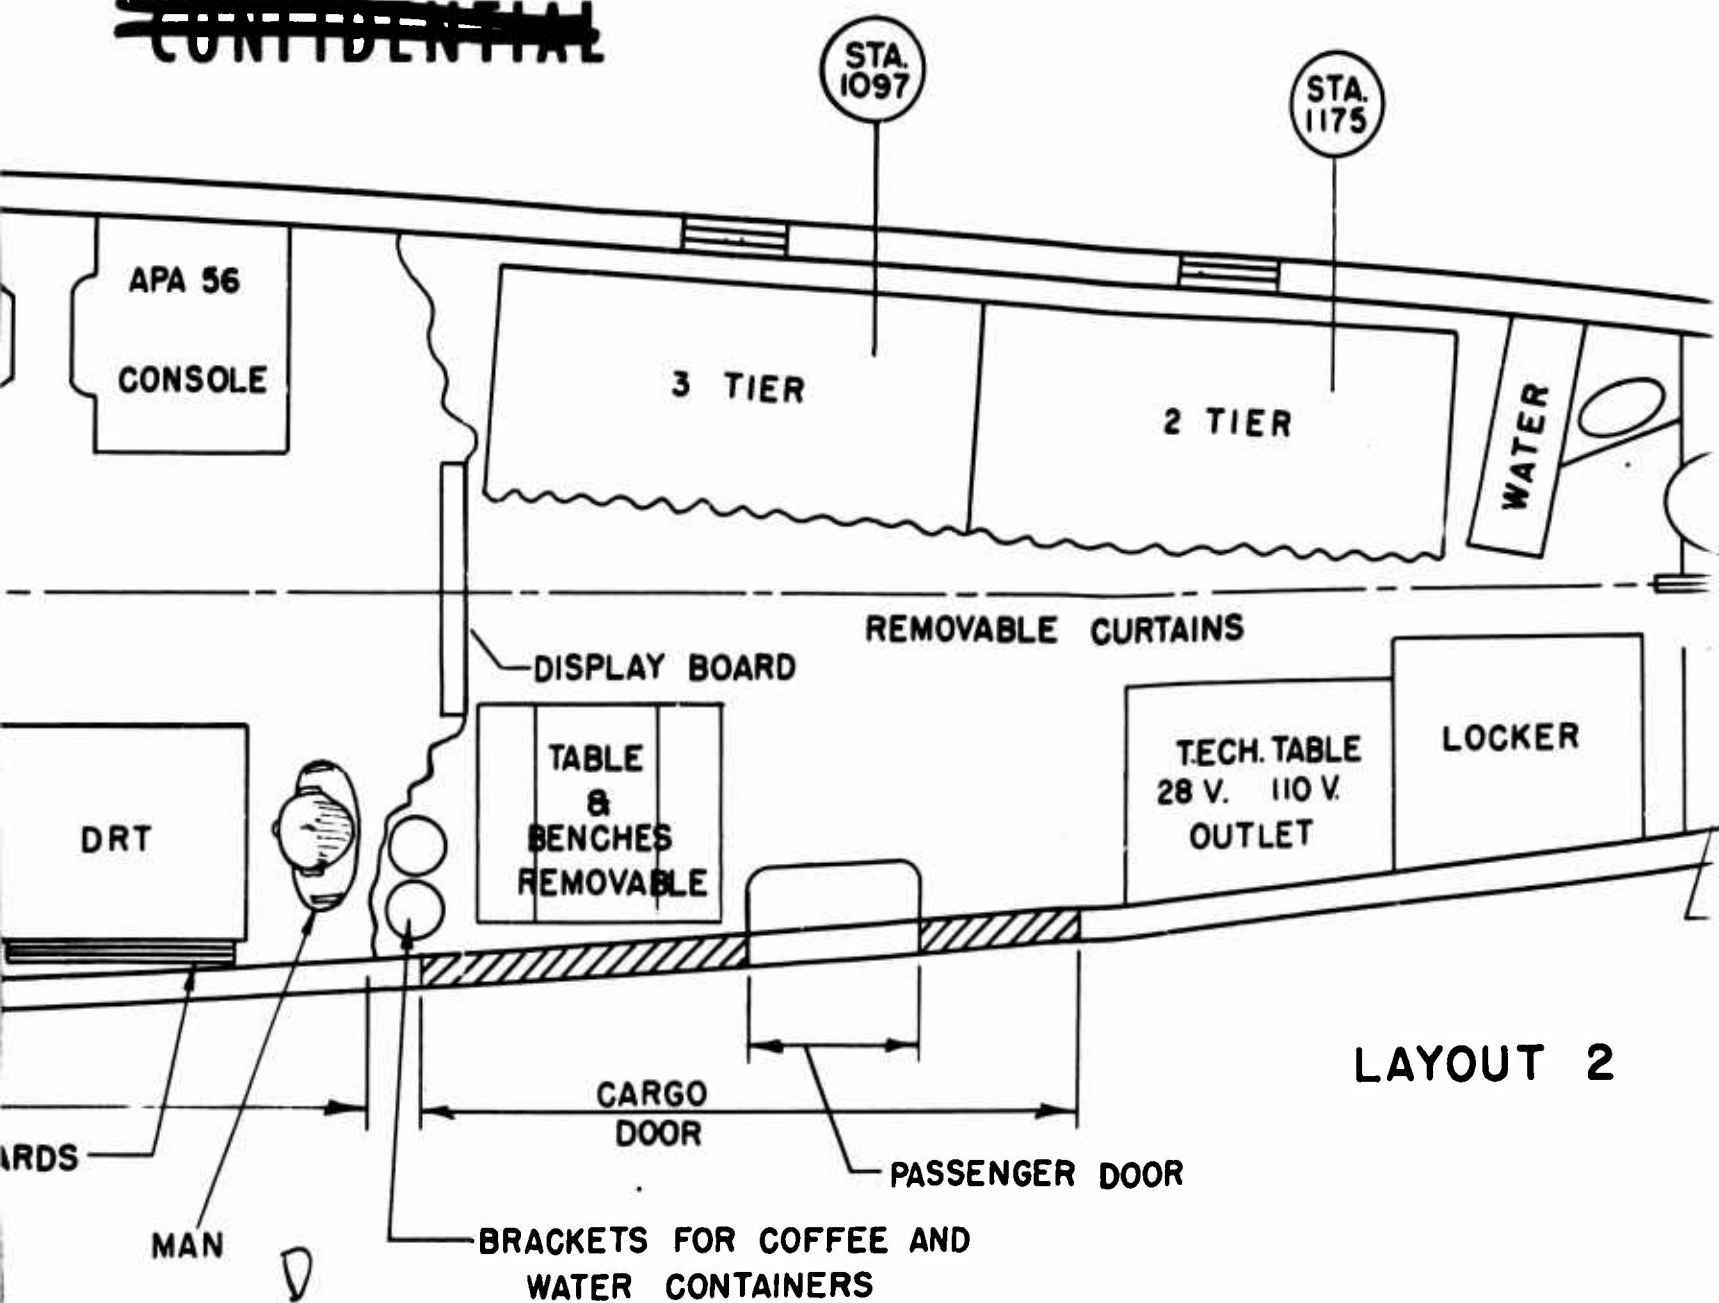 CONFIDENTIAL
STA.
1097
STA.
1175
APA 56
CONSOLE
3 TIER
2 TIER
WATER
REMOVABLE CURTAINS
DISPLAY BOARD
TABLE
&
BENCHES
REMOVABLE
TECH. TABLE
28 V. 110 V.
OUTLET
LOCKER
DRT
LAYOUT 2
CARGO
DOOR
ARDS
PASSENGER DOOR
MAN
BRACKETS FOR COFFEE AND
WATER CONTAINERS
D